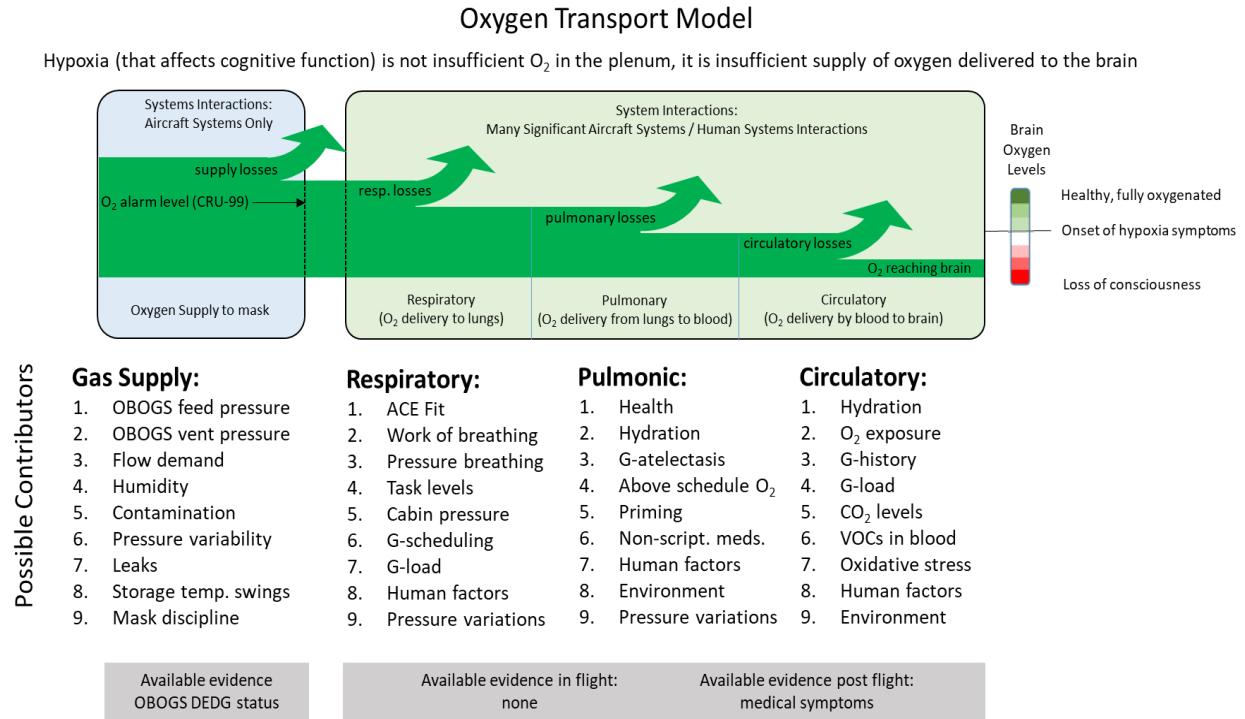 Oxygen Transport Model
Hypoxia (that affects cognitive function) is not insufficient O₂ in the plenum, it is insufficient supply of oxygen delivered to the brain
Systems Interactions:
Aircraft Systems Only
System Interactions:
Many Significant Aircraft Systems / Human Systems Interactions
supply losses
O₂ alarm level (CRU-99)
resp. losses
pulmonary losses
circulatory losses
O₂ reaching brain
Oxygen Supply to mask
Respiratory
(O₂ delivery to lungs)
Pulmonary
(O₂ delivery from lungs to blood)
Circulatory
(O₂ delivery by blood to brain)
Brain
Oxygen
Levels
Healthy, fully oxygenated
Onset of hypoxia symptoms
Loss of consciousness
Possible Contributors
Gas Supply:
1. OBOGS feed pressure
2. OBOGS vent pressure
3. Flow demand
4. Humidity
5. Contamination
6. Pressure variability
7. Leaks
8. Storage temp. swings
9. Mask discipline
Respiratory:
1. ACE Fit
2. Work of breathing
3. Pressure breathing
4. Task levels
5. Cabin pressure
6. G-scheduling
7. G-load
8. Human factors
9. Pressure variations
Pulmonic:
1. Health
2. Hydration
3. G-atelectasis
4. Above schedule O₂
5. Priming
6. Non-script. meds.
7. Human factors
8. Environment
9. Pressure variations
Circulatory:
1. Hydration
2. O₂ exposure
3. G-history
4. G-load
5. CO₂ levels
6. VOCs in blood
7. Oxidative stress
8. Human factors
9. Environment
Available evidence
OBOGS DEDG status
Available evidence in flight:
none
Available evidence post flight:
medical symptoms